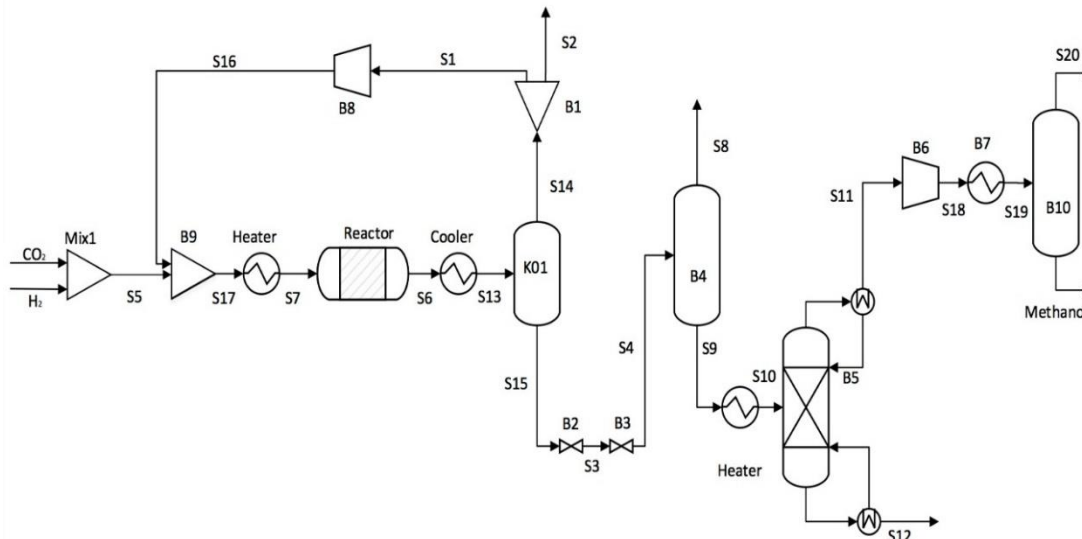 S20
S2
S16
S1
B8
B1
B6
B7
S8
S14
S11
S18
S19
B10
Mix1
B9
Heater
Reactor
Cooler
CO₂
K01
B4
H₂
S5
S17
S7
S6
S13
Methano
S4
S9
S15
S10
B5
B2
B3
S3
Heater
S12